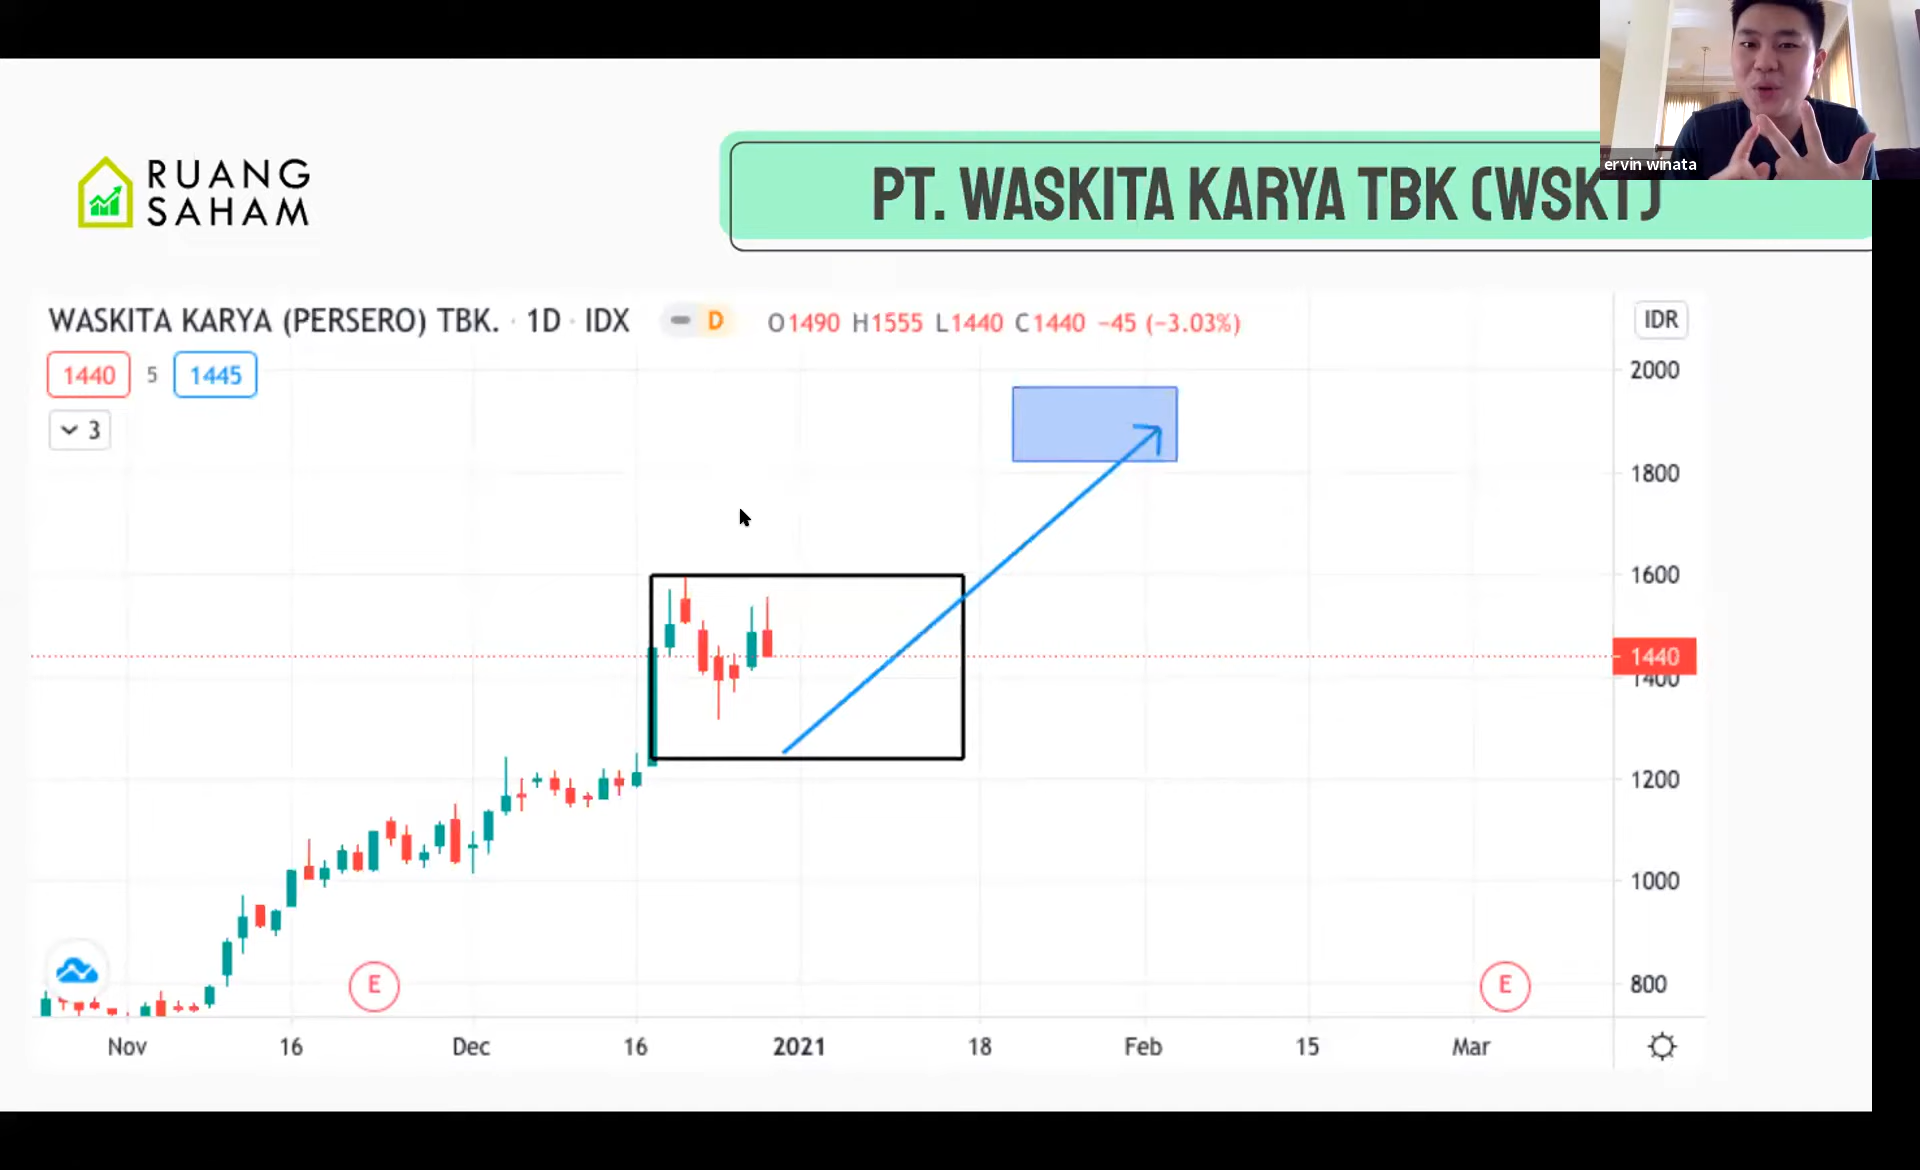 ervin winata
RUANG
SAHAM
PT. WASKITA KARYA TBK (WSKT)
WASKITA KARYA (PERSERO) TBK. · 1D · IDX
D
O1490 H1555 L1440 C1440 −45 (−3.03%)
IDR
1440 5 1445
3
2000
1800
1600
1440
1400
1200
1000
800
E
E
Nov 16 Dec 16 2021 18 Feb 15 Mar